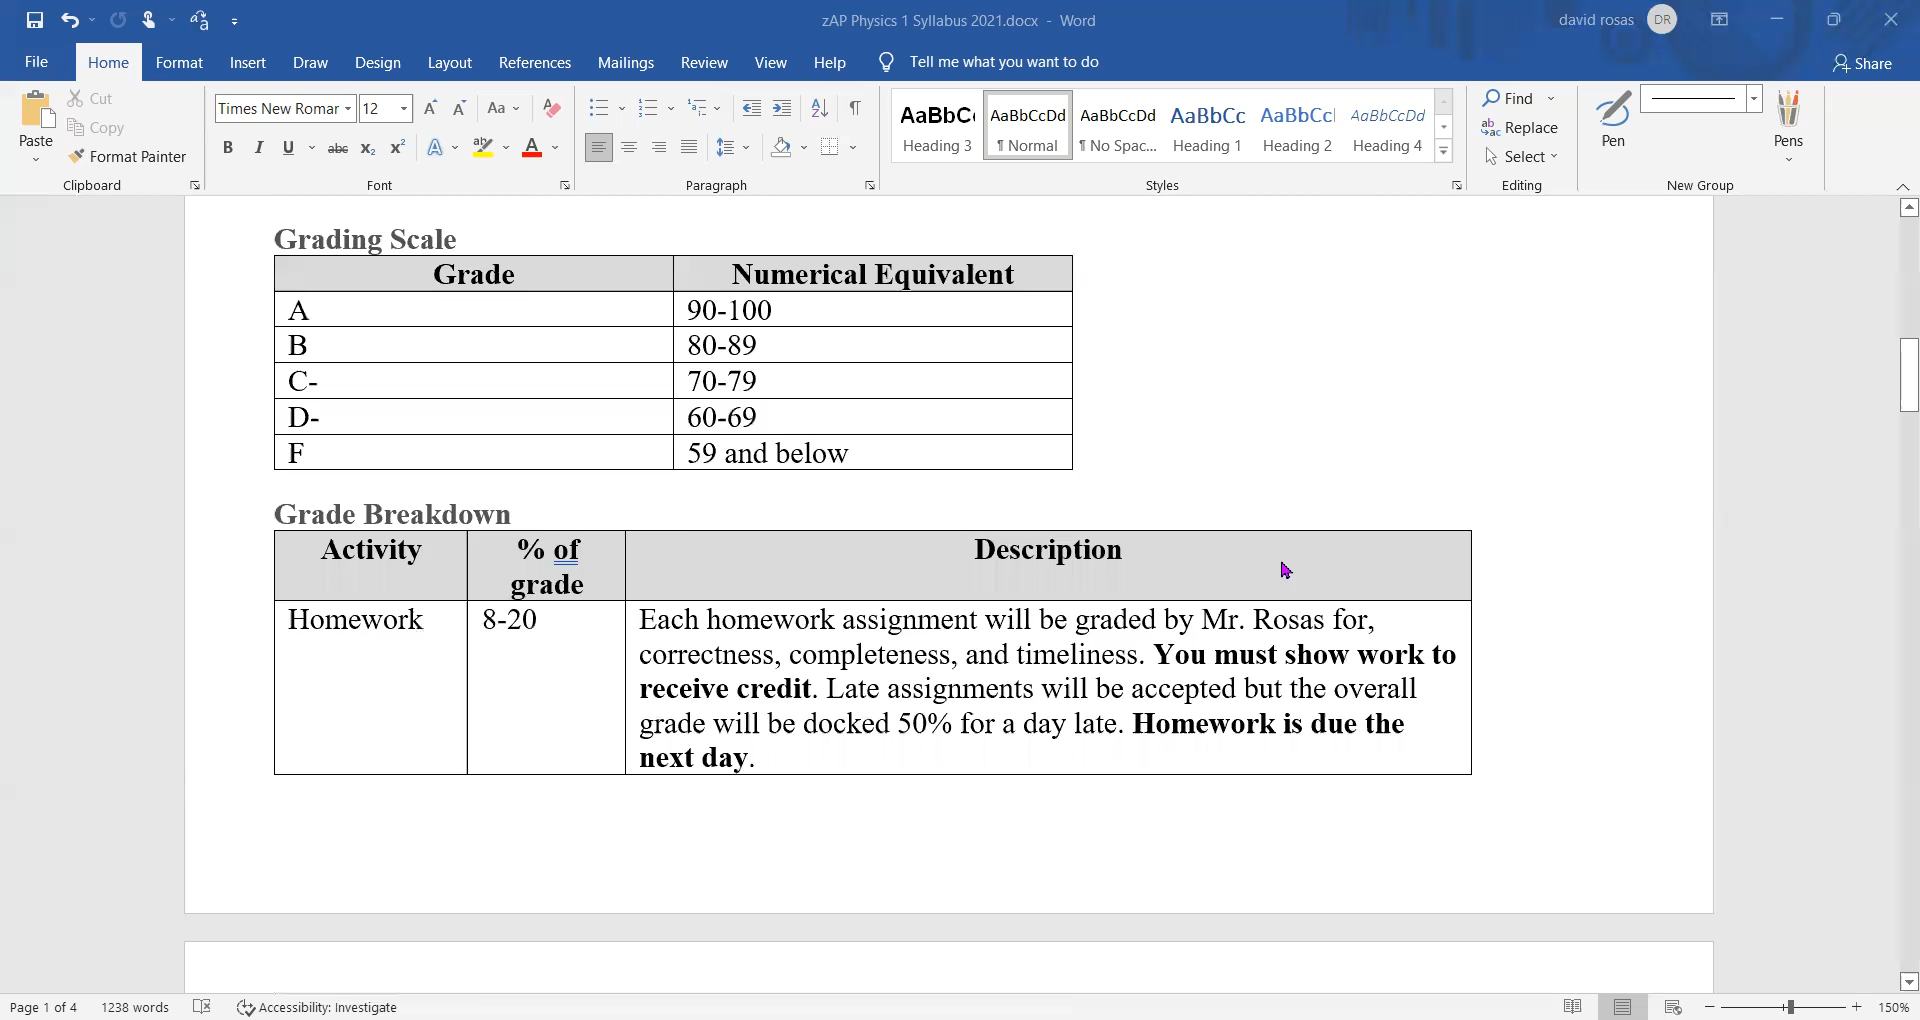 zAP Physics 1 Syllabus 2021.docx - Word
david rosas DR
File Home Format Insert Draw Design Layout References Mailings Review View Help Tell me what you want to do Share
Paste
Cut
Copy
Format Painter
Clipboard
Times New Romar 12 A A Aa A
B I U abc x₂ x² A ab A
Font
Paragraph
AaBbC AaBbCcDd AaBbCcDd AaBbCc AaBbCcI AaBbCcDd
Heading 3 ¶ Normal ¶ No Spac... Heading 1 Heading 2 Heading 4
Styles
Find
Replace
Select
Editing
Pen
Pens
New Group
Grading Scale
Grade Numerical Equivalent
A 90-100
B 80-89
C- 70-79
D- 60-69
F 59 and below
Grade Breakdown
Activity % of Description
grade
Homework 8-20 Each homework assignment will be graded by Mr. Rosas for,
correctness, completeness, and timeliness. You must show work to
receive credit. Late assignments will be accepted but the overall
grade will be docked 50% for a day late. Homework is due the
next day.
Page 1 of 4 1238 words Accessibility: Investigate 150%